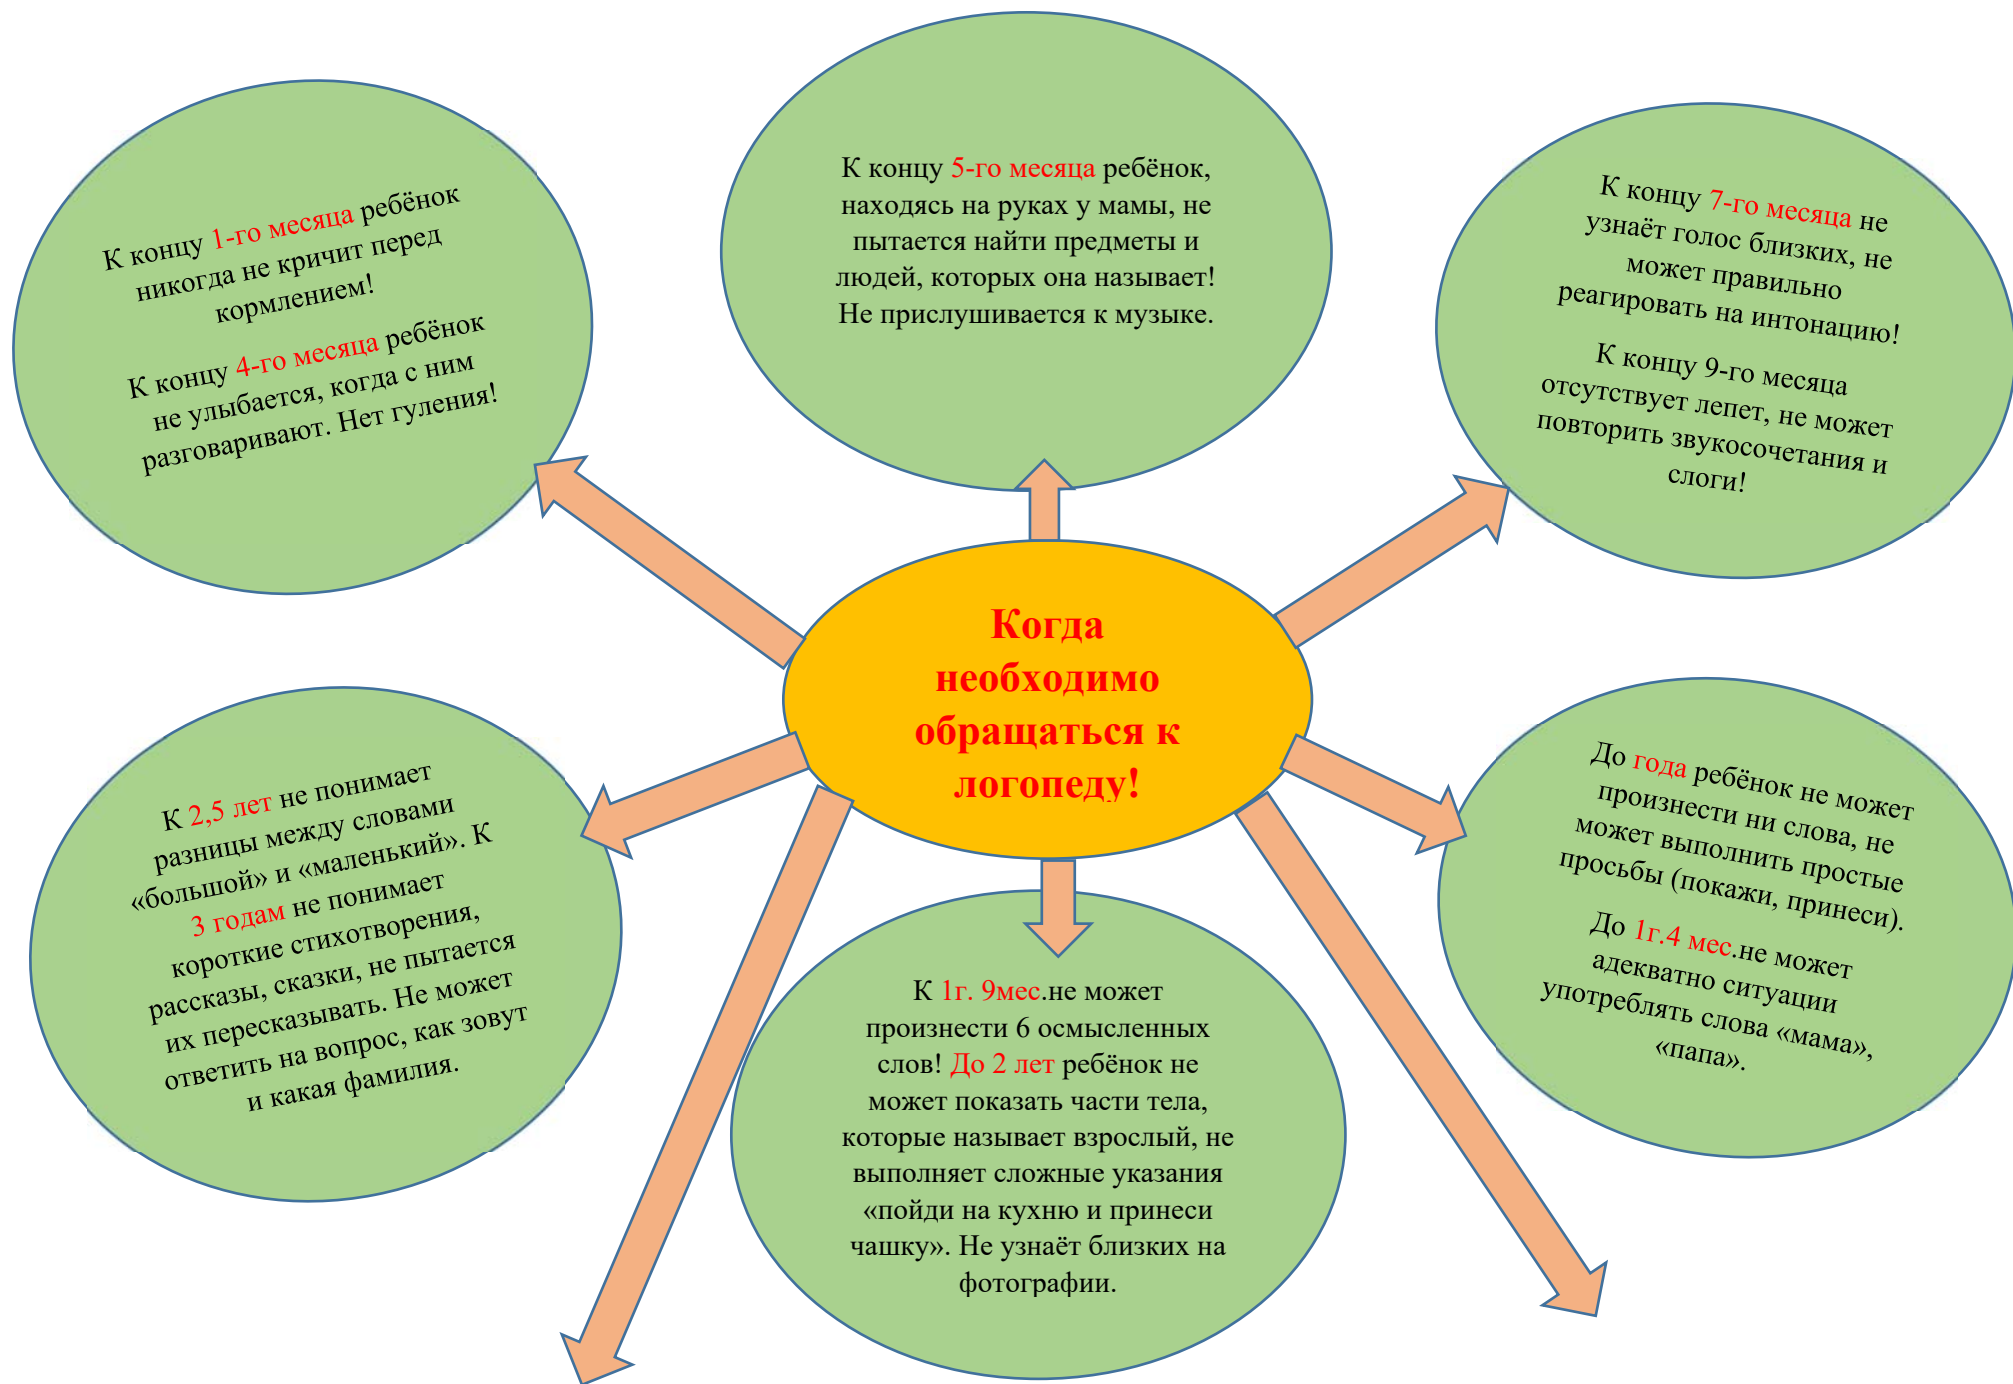 К концу 1-го месяца ребёнок
никогда не кричит перед
кормлением!
К концу 4-го месяца ребёнок
не улыбается, когда с ним
разговаривают. Нет гуления!
К концу 5-го месяца ребёнок,
находясь на руках у мамы, не
пытается найти предметы и
людей, которых она называет!
Не прислушивается к музыке.
К концу 7-го месяца не
узнаёт голос близких, не
может правильно
реагировать на интонацию!
К концу 9-го месяца
отсутствует лепет, не может
повторить звукосочетания и
слоги!
Когда
необходимо
обращаться к
логопеду!
К 2,5 лет не понимает
разницы между словами
«большой» и «маленький». К
3 годам не понимает
короткие стихотворения,
рассказы, сказки, не пытается
их пересказывать. Не может
ответить на вопрос, как зовут
и какая фамилия.
К 1г. 9мес.не может
произнести 6 осмысленных
слов! До 2 лет ребёнок не
может показать части тела,
которые называет взрослый, не
выполняет сложные указания
«пойди на кухню и принеси
чашку». Не узнаёт близких на
фотографии.
До года ребёнок не может
произнести ни слова, не
может выполнить простые
просьбы (покажи, принеси).
До 1г.4 мес.не может
адекватно ситуации
употреблять слова «мама»,
«папа».